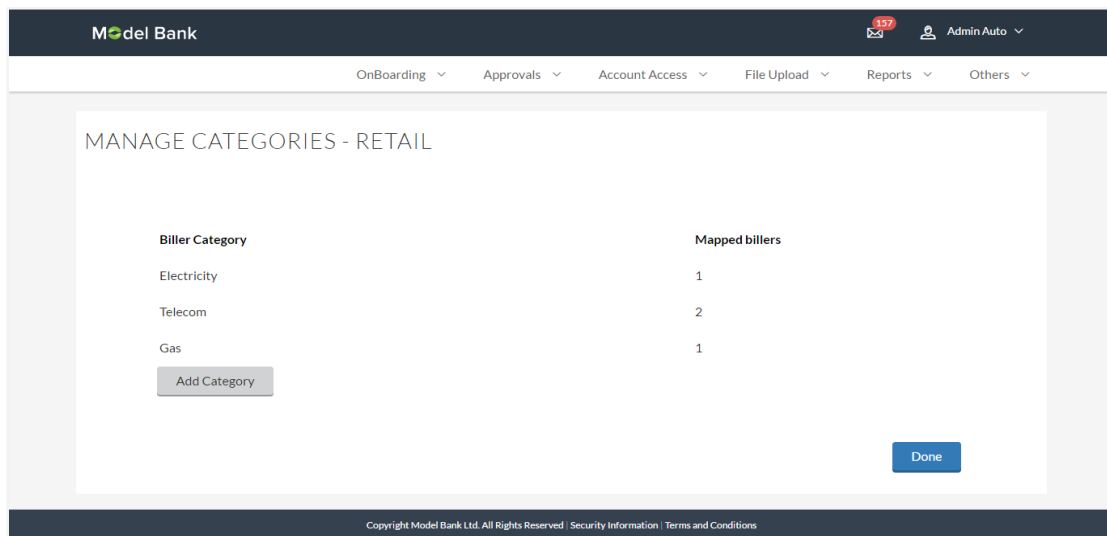 Model Bank
157
Admin Auto
OnBoarding Approvals Account Access File Upload Reports Others
MANAGE CATEGORIES - RETAIL
Biller Category Mapped billers
Electricity 1
Telecom 2
Gas 1
Add Category
Done
Copyright Model Bank Ltd. All Rights Reserved | Security Information | Terms and Conditions